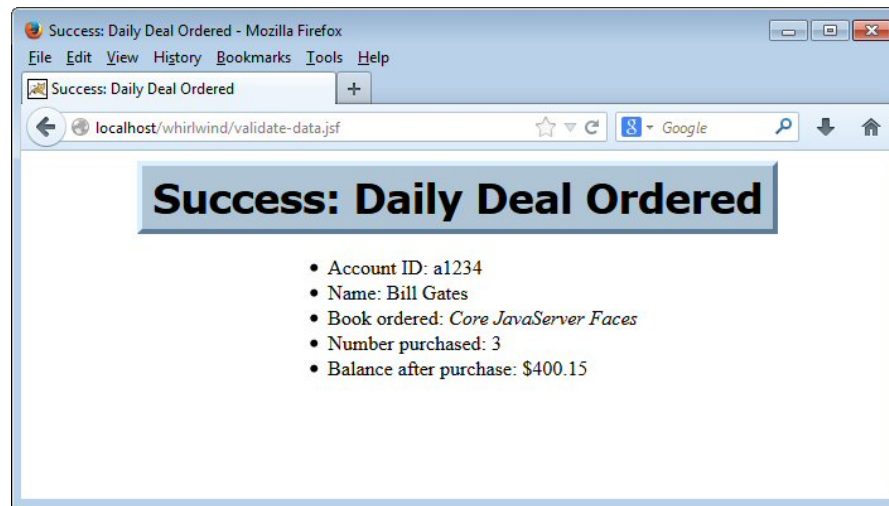 Success: Daily Deal Ordered - Mozilla Firefox
File Edit View History Bookmarks Tools Help
Success: Daily Deal Ordered
localhost/whirlwind/validate-data.jsf
Google
Success: Daily Deal Ordered
Account ID: a1234
Name: Bill Gates
Book ordered: Core JavaServer Faces
Number purchased: 3
Balance after purchase: $400.15